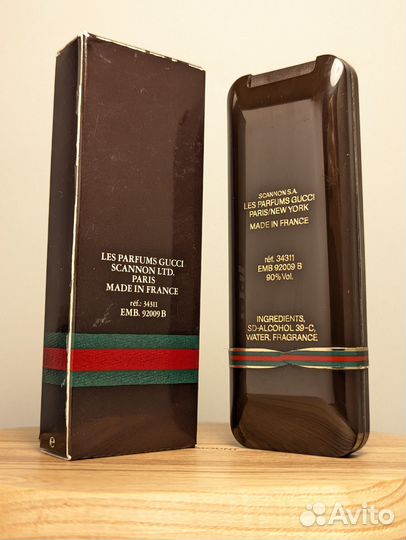 LES PARFUMS GUCCI
SCANNON LTD.
PARIS
MADE IN FRANCE
réf.: 34311
EMB. 92009 B
e
SCANNON S.A.
LES PARFUMS GUCCI
PARIS/NEW YORK
MADE IN FRANCE
réf. 34311
EMB 92009 B
90% Vol.
INGREDIENTS,
SD-ALCOHOL 39-C,
WATER, FRAGRANCE
Avito